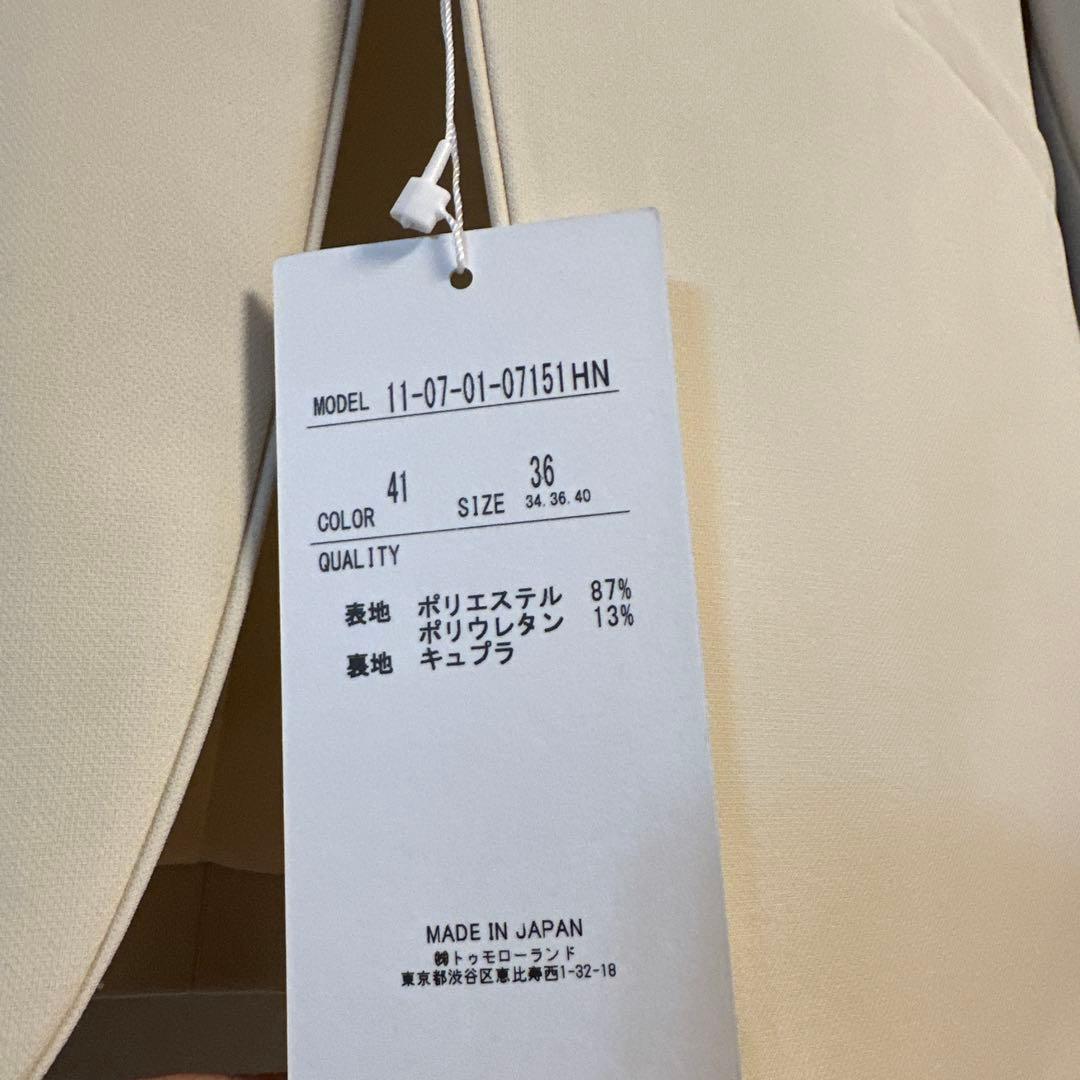 MODEL 11-07-01-07151HN
COLOR 41 SIZE 36
34.36.40
QUALITY
表地 ポリエステル 87%
ポリウレタン 13%
裏地 キュプラ
MADE IN JAPAN
㈱トゥモローランド
東京都渋谷区恵比寿西1-32-18